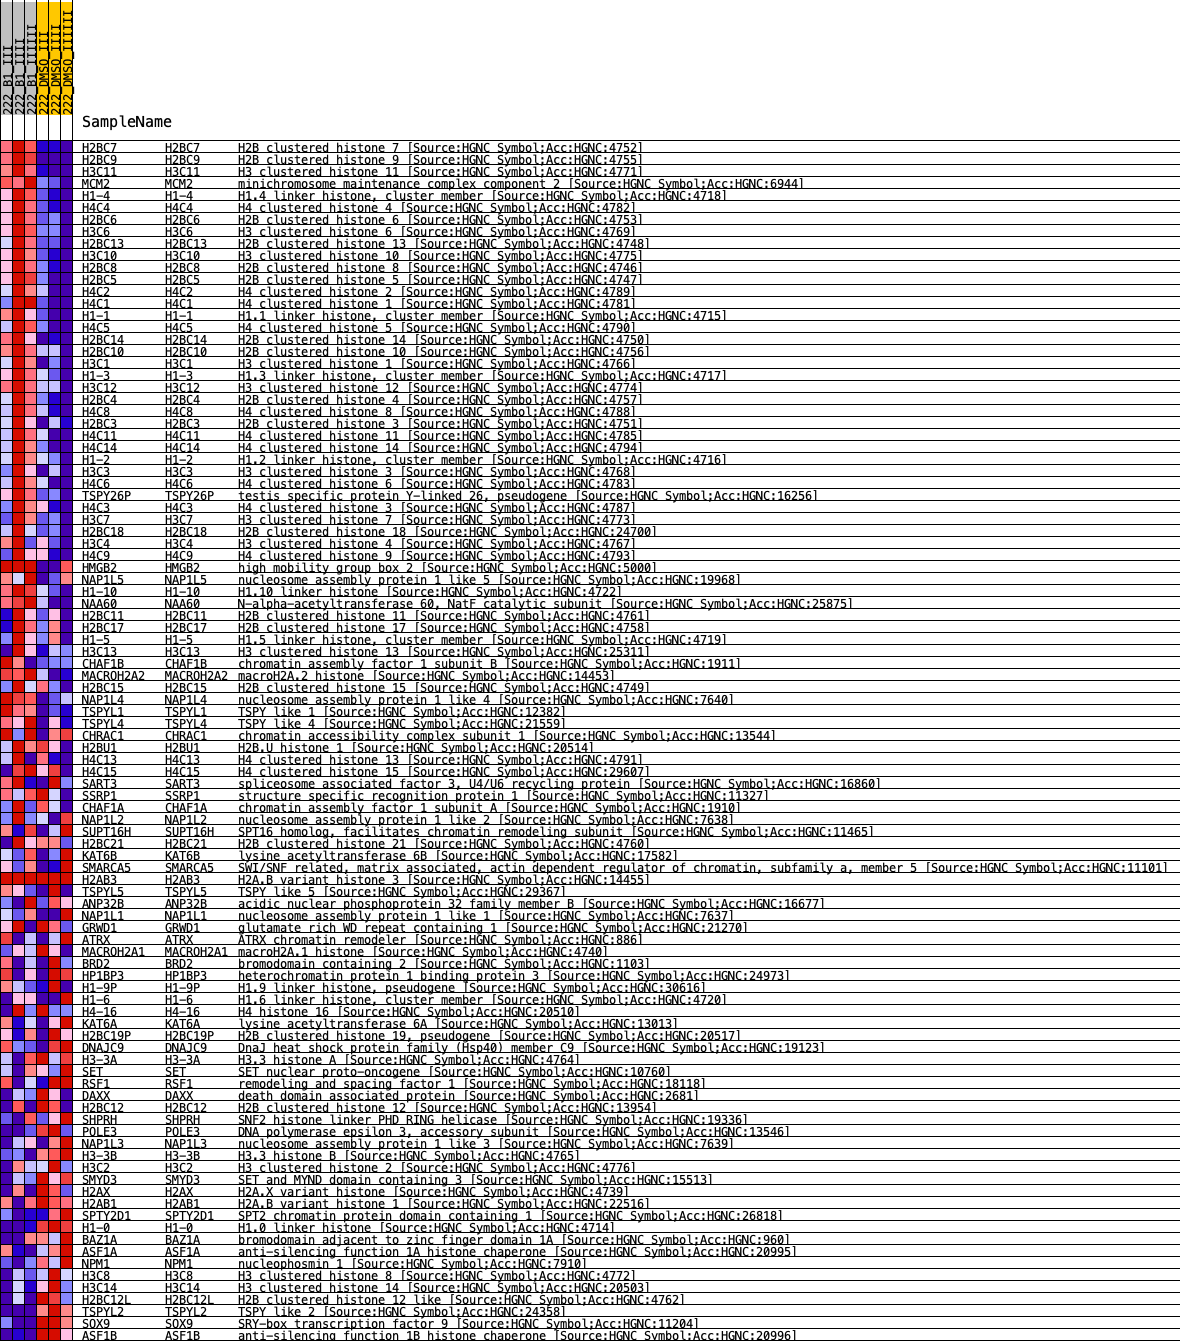 222_B1_III
222_B1_IIII
222_B1_IIIIII
222_DMSO_III
222_DMSO_IIII
222_DMSO_IIIIII
SampleName
H2BC7 H2BC7 H2B clustered histone 7 [Source:HGNC Symbol;Acc:HGNC:4752]
H2BC9 H2BC9 H2B clustered histone 9 [Source:HGNC Symbol;Acc:HGNC:4755]
H3C11 H3C11 H3 clustered histone 11 [Source:HGNC Symbol;Acc:HGNC:4771]
MCM2 MCM2 minichromosome maintenance complex component 2 [Source:HGNC Symbol;Acc:HGNC:6944]
H1-4 H1-4 H1.4 linker histone, cluster member [Source:HGNC Symbol;Acc:HGNC:4718]
H4C4 H4C4 H4 clustered histone 4 [Source:HGNC Symbol;Acc:HGNC:4782]
H2BC6 H2BC6 H2B clustered histone 6 [Source:HGNC Symbol;Acc:HGNC:4753]
H3C6 H3C6 H3 clustered histone 6 [Source:HGNC Symbol;Acc:HGNC:4769]
H2BC13 H2BC13 H2B clustered histone 13 [Source:HGNC Symbol;Acc:HGNC:4748]
H3C10 H3C10 H3 clustered histone 10 [Source:HGNC Symbol;Acc:HGNC:4775]
H2BC8 H2BC8 H2B clustered histone 8 [Source:HGNC Symbol;Acc:HGNC:4746]
H2BC5 H2BC5 H2B clustered histone 5 [Source:HGNC Symbol;Acc:HGNC:4747]
H4C2 H4C2 H4 clustered histone 2 [Source:HGNC Symbol;Acc:HGNC:4789]
H4C1 H4C1 H4 clustered histone 1 [Source:HGNC Symbol;Acc:HGNC:4781]
H1-1 H1-1 H1.1 linker histone, cluster member [Source:HGNC Symbol;Acc:HGNC:4715]
H4C5 H4C5 H4 clustered histone 5 [Source:HGNC Symbol;Acc:HGNC:4790]
H2BC14 H2BC14 H2B clustered histone 14 [Source:HGNC Symbol;Acc:HGNC:4750]
H2BC10 H2BC10 H2B clustered histone 10 [Source:HGNC Symbol;Acc:HGNC:4756]
H3C1 H3C1 H3 clustered histone 1 [Source:HGNC Symbol;Acc:HGNC:4766]
H1-3 H1-3 H1.3 linker histone, cluster member [Source:HGNC Symbol;Acc:HGNC:4717]
H3C12 H3C12 H3 clustered histone 12 [Source:HGNC Symbol;Acc:HGNC:4774]
H2BC4 H2BC4 H2B clustered histone 4 [Source:HGNC Symbol;Acc:HGNC:4757]
H4C8 H4C8 H4 clustered histone 8 [Source:HGNC Symbol;Acc:HGNC:4788]
H2BC3 H2BC3 H2B clustered histone 3 [Source:HGNC Symbol;Acc:HGNC:4751]
H4C11 H4C11 H4 clustered histone 11 [Source:HGNC Symbol;Acc:HGNC:4785]
H4C14 H4C14 H4 clustered histone 14 [Source:HGNC Symbol;Acc:HGNC:4794]
H1-2 H1-2 H1.2 linker histone, cluster member [Source:HGNC Symbol;Acc:HGNC:4716]
H3C3 H3C3 H3 clustered histone 3 [Source:HGNC Symbol;Acc:HGNC:4768]
H4C6 H4C6 H4 clustered histone 6 [Source:HGNC Symbol;Acc:HGNC:4783]
TSPY26P TSPY26P testis specific protein Y-linked 26, pseudogene [Source:HGNC Symbol;Acc:HGNC:16256]
H4C3 H4C3 H4 clustered histone 3 [Source:HGNC Symbol;Acc:HGNC:4787]
H3C7 H3C7 H3 clustered histone 7 [Source:HGNC Symbol;Acc:HGNC:4773]
H2BC18 H2BC18 H2B clustered histone 18 [Source:HGNC Symbol;Acc:HGNC:24700]
H3C4 H3C4 H3 clustered histone 4 [Source:HGNC Symbol;Acc:HGNC:4767]
H4C9 H4C9 H4 clustered histone 9 [Source:HGNC Symbol;Acc:HGNC:4793]
HMGB2 HMGB2 high mobility group box 2 [Source:HGNC Symbol;Acc:HGNC:5000]
NAP1L5 NAP1L5 nucleosome assembly protein 1 like 5 [Source:HGNC Symbol;Acc:HGNC:19968]
H1-10 H1-10 H1.10 linker histone [Source:HGNC Symbol;Acc:HGNC:4722]
NAA60 NAA60 N-alpha-acetyltransferase 60, NatF catalytic subunit [Source:HGNC Symbol;Acc:HGNC:25875]
H2BC11 H2BC11 H2B clustered histone 11 [Source:HGNC Symbol;Acc:HGNC:4761]
H2BC17 H2BC17 H2B clustered histone 17 [Source:HGNC Symbol;Acc:HGNC:4758]
H1-5 H1-5 H1.5 linker histone, cluster member [Source:HGNC Symbol;Acc:HGNC:4719]
H3C13 H3C13 H3 clustered histone 13 [Source:HGNC Symbol;Acc:HGNC:25311]
CHAF1B CHAF1B chromatin assembly factor 1 subunit B [Source:HGNC Symbol;Acc:HGNC:1911]
MACROH2A2 MACROH2A2 macroH2A.2 histone [Source:HGNC Symbol;Acc:HGNC:14453]
H2BC15 H2BC15 H2B clustered histone 15 [Source:HGNC Symbol;Acc:HGNC:4749]
NAP1L4 NAP1L4 nucleosome assembly protein 1 like 4 [Source:HGNC Symbol;Acc:HGNC:7640]
TSPYL1 TSPYL1 TSPY like 1 [Source:HGNC Symbol;Acc:HGNC:12382]
TSPYL4 TSPYL4 TSPY like 4 [Source:HGNC Symbol;Acc:HGNC:21559]
CHRAC1 CHRAC1 chromatin accessibility complex subunit 1 [Source:HGNC Symbol;Acc:HGNC:13544]
H2BU1 H2BU1 H2B.U histone 1 [Source:HGNC Symbol;Acc:HGNC:20514]
H4C13 H4C13 H4 clustered histone 13 [Source:HGNC Symbol;Acc:HGNC:4791]
H4C15 H4C15 H4 clustered histone 15 [Source:HGNC Symbol;Acc:HGNC:29607]
SART3 SART3 spliceosome associated factor 3, U4/U6 recycling protein [Source:HGNC Symbol;Acc:HGNC:16860]
SSRP1 SSRP1 structure specific recognition protein 1 [Source:HGNC Symbol;Acc:HGNC:11327]
CHAF1A CHAF1A chromatin assembly factor 1 subunit A [Source:HGNC Symbol;Acc:HGNC:1910]
NAP1L2 NAP1L2 nucleosome assembly protein 1 like 2 [Source:HGNC Symbol;Acc:HGNC:7638]
SUPT16H SUPT16H SPT16 homolog, facilitates chromatin remodeling subunit [Source:HGNC Symbol;Acc:HGNC:11465]
H2BC21 H2BC21 H2B clustered histone 21 [Source:HGNC Symbol;Acc:HGNC:4760]
KAT6B KAT6B lysine acetyltransferase 6B [Source:HGNC Symbol;Acc:HGNC:17582]
SMARCA5 SMARCA5 SWI/SNF related, matrix associated, actin dependent regulator of chromatin, subfamily a, member 5 [Source:HGNC Symbol;Acc:HGNC:11101]
H2AB3 H2AB3 H2A.B variant histone 3 [Source:HGNC Symbol;Acc:HGNC:14455]
TSPYL5 TSPYL5 TSPY like 5 [Source:HGNC Symbol;Acc:HGNC:29367]
ANP32B ANP32B acidic nuclear phosphoprotein 32 family member B [Source:HGNC Symbol;Acc:HGNC:16677]
NAP1L1 NAP1L1 nucleosome assembly protein 1 like 1 [Source:HGNC Symbol;Acc:HGNC:7637]
GRWD1 GRWD1 glutamate rich WD repeat containing 1 [Source:HGNC Symbol;Acc:HGNC:21270]
ATRX ATRX ATRX chromatin remodeler [Source:HGNC Symbol;Acc:HGNC:886]
MACROH2A1 MACROH2A1 macroH2A.1 histone [Source:HGNC Symbol;Acc:HGNC:4740]
BRD2 BRD2 bromodomain containing 2 [Source:HGNC Symbol;Acc:HGNC:1103]
HP1BP3 HP1BP3 heterochromatin protein 1 binding protein 3 [Source:HGNC Symbol;Acc:HGNC:24973]
H1-9P H1-9P H1.9 linker histone, pseudogene [Source:HGNC Symbol;Acc:HGNC:30616]
H1-6 H1-6 H1.6 linker histone, cluster member [Source:HGNC Symbol;Acc:HGNC:4720]
H4-16 H4-16 H4 histone 16 [Source:HGNC Symbol;Acc:HGNC:20510]
KAT6A KAT6A lysine acetyltransferase 6A [Source:HGNC Symbol;Acc:HGNC:13013]
H2BC19P H2BC19P H2B clustered histone 19, pseudogene [Source:HGNC Symbol;Acc:HGNC:20517]
DNAJC9 DNAJC9 DnaJ heat shock protein family (Hsp40) member C9 [Source:HGNC Symbol;Acc:HGNC:19123]
H3-3A H3-3A H3.3 histone A [Source:HGNC Symbol;Acc:HGNC:4764]
SET SET SET nuclear proto-oncogene [Source:HGNC Symbol;Acc:HGNC:10760]
RSF1 RSF1 remodeling and spacing factor 1 [Source:HGNC Symbol;Acc:HGNC:18118]
DAXX DAXX death domain associated protein [Source:HGNC Symbol;Acc:HGNC:2681]
H2BC12 H2BC12 H2B clustered histone 12 [Source:HGNC Symbol;Acc:HGNC:13954]
SHPRH SHPRH SNF2 histone linker PHD RING helicase [Source:HGNC Symbol;Acc:HGNC:19336]
POLE3 POLE3 DNA polymerase epsilon 3, accessory subunit [Source:HGNC Symbol;Acc:HGNC:13546]
NAP1L3 NAP1L3 nucleosome assembly protein 1 like 3 [Source:HGNC Symbol;Acc:HGNC:7639]
H3-3B H3-3B H3.3 histone B [Source:HGNC Symbol;Acc:HGNC:4765]
H3C2 H3C2 H3 clustered histone 2 [Source:HGNC Symbol;Acc:HGNC:4776]
SMYD3 SMYD3 SET and MYND domain containing 3 [Source:HGNC Symbol;Acc:HGNC:15513]
H2AX H2AX H2A.X variant histone [Source:HGNC Symbol;Acc:HGNC:4739]
H2AB1 H2AB1 H2A.B variant histone 1 [Source:HGNC Symbol;Acc:HGNC:22516]
SPTY2D1 SPTY2D1 SPT2 chromatin protein domain containing 1 [Source:HGNC Symbol;Acc:HGNC:26818]
H1-0 H1-0 H1.0 linker histone [Source:HGNC Symbol;Acc:HGNC:4714]
BAZ1A BAZ1A bromodomain adjacent to zinc finger domain 1A [Source:HGNC Symbol;Acc:HGNC:960]
ASF1A ASF1A anti-silencing function 1A histone chaperone [Source:HGNC Symbol;Acc:HGNC:20995]
NPM1 NPM1 nucleophosmin 1 [Source:HGNC Symbol;Acc:HGNC:7910]
H3C8 H3C8 H3 clustered histone 8 [Source:HGNC Symbol;Acc:HGNC:4772]
H3C14 H3C14 H3 clustered histone 14 [Source:HGNC Symbol;Acc:HGNC:20503]
H2BC12L H2BC12L H2B clustered histone 12 like [Source:HGNC Symbol;Acc:HGNC:4762]
TSPYL2 TSPYL2 TSPY like 2 [Source:HGNC Symbol;Acc:HGNC:24358]
SOX9 SOX9 SRY-box transcription factor 9 [Source:HGNC Symbol;Acc:HGNC:11204]
ASF1B ASF1B anti-silencing function 1B histone chaperone [Source:HGNC Symbol;Acc:HGNC:20996]